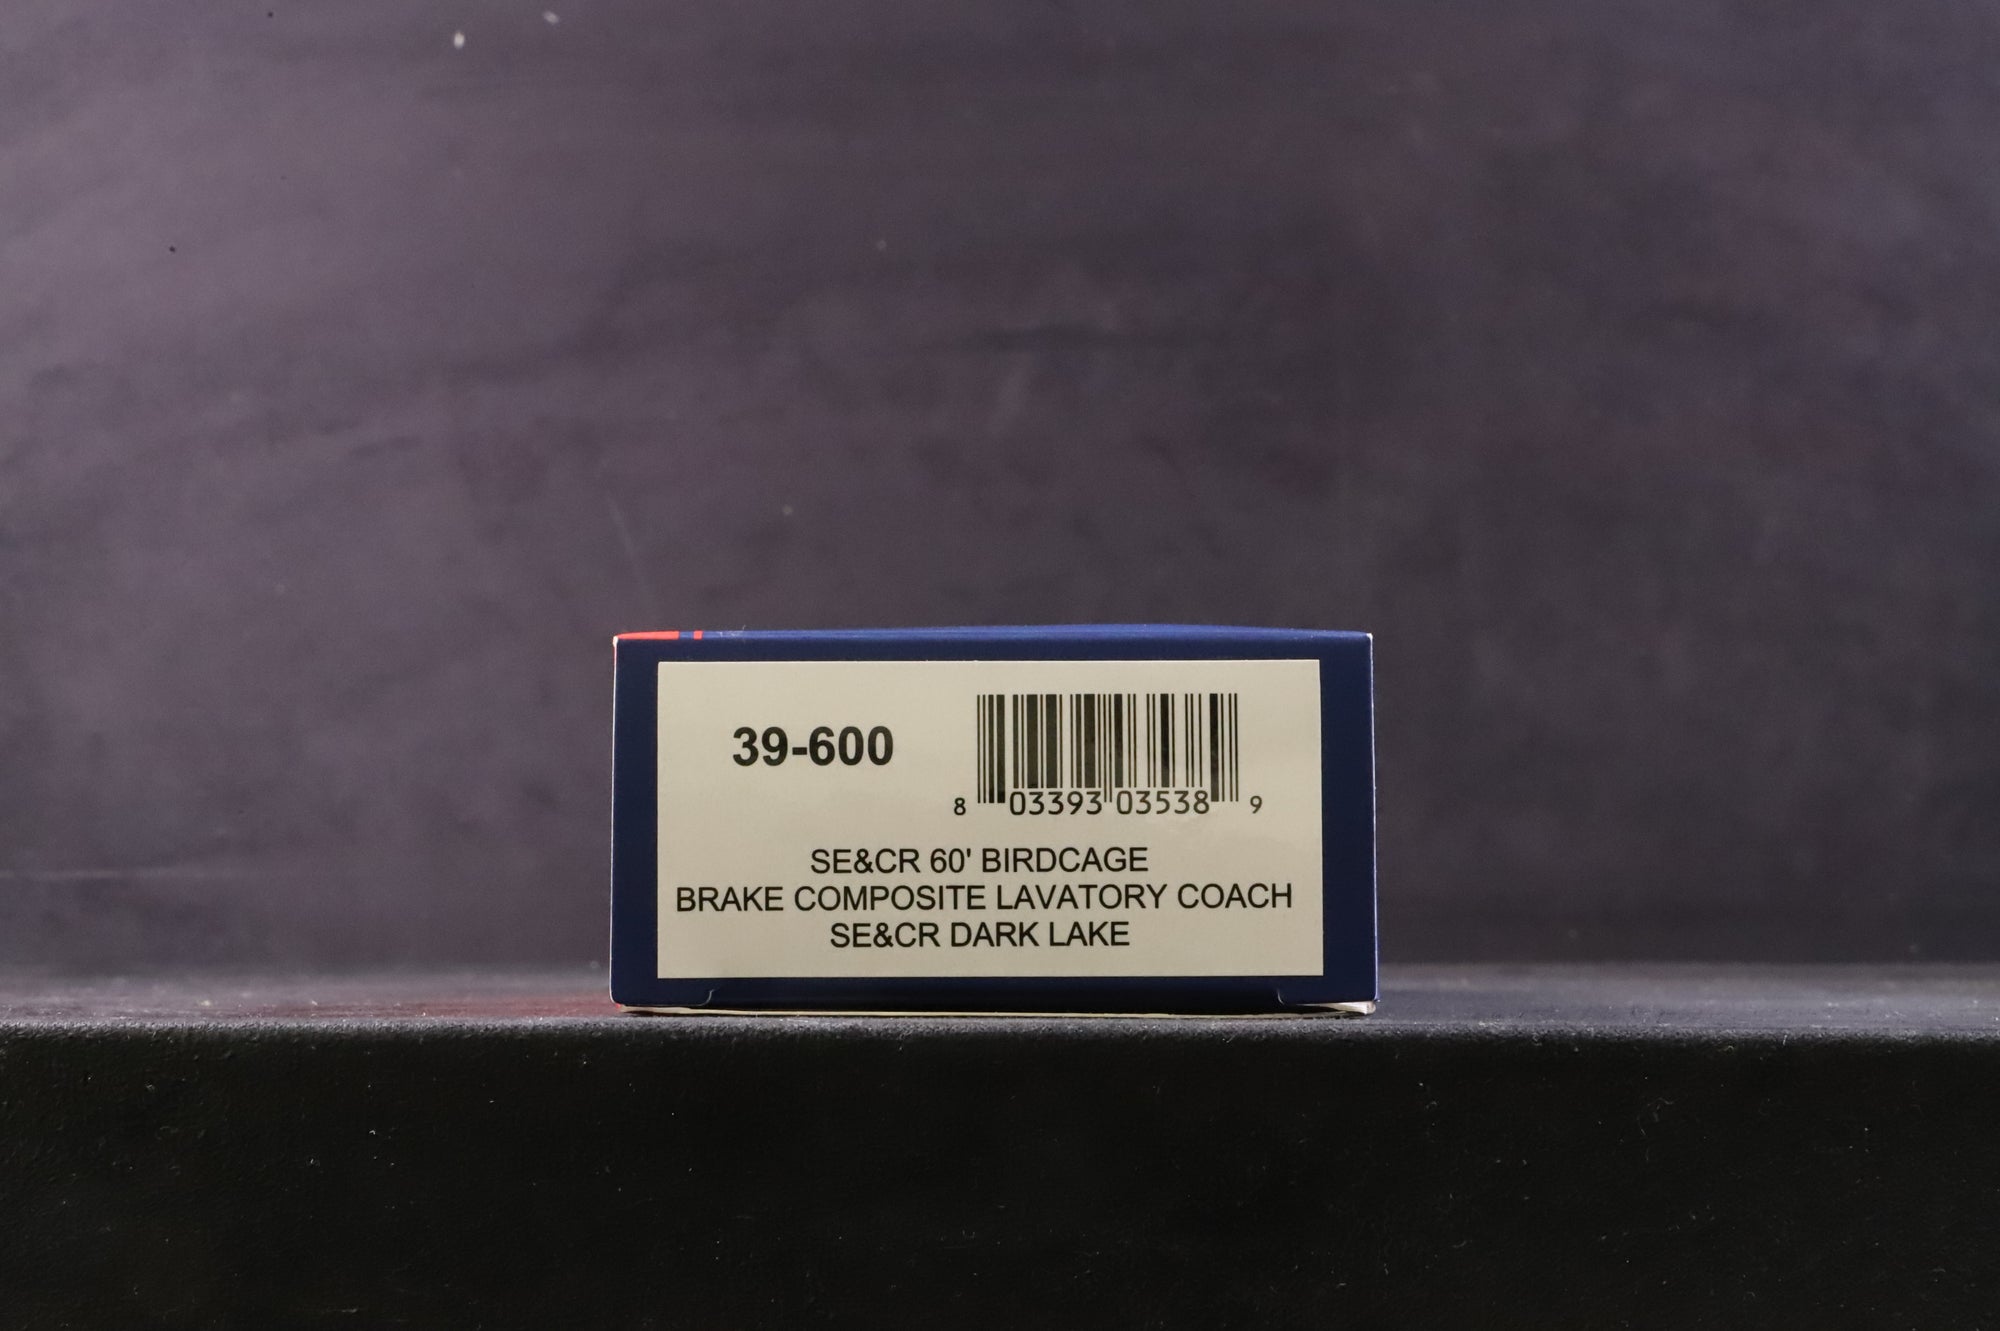 39-600
8 03393 03538 9
SE&CR 60' BIRDCAGE
BRAKE COMPOSITE LAVATORY COACH
SE&CR DARK LAKE